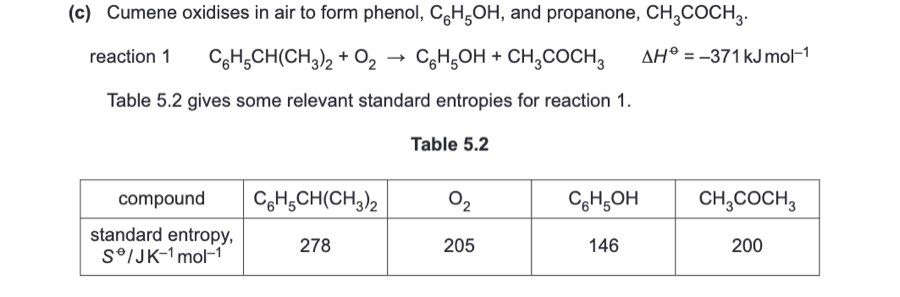 (c) Cumene oxidises in air to form phenol, C₆H₅OH, and propanone, CH₃COCH₃.
reaction 1 C₆H₅CH(CH₃)₂ + O₂ → C₆H₅OH + CH₃COCH₃ ΔH⦵ = –371 kJ mol⁻¹
Table 5.2 gives some relevant standard entropies for reaction 1.
Table 5.2
compound C₆H₅CH(CH₃)₂ O₂ C₆H₅OH CH₃COCH₃
standard entropy,
S⦵/J K⁻¹ mol⁻¹ 278 205 146 200